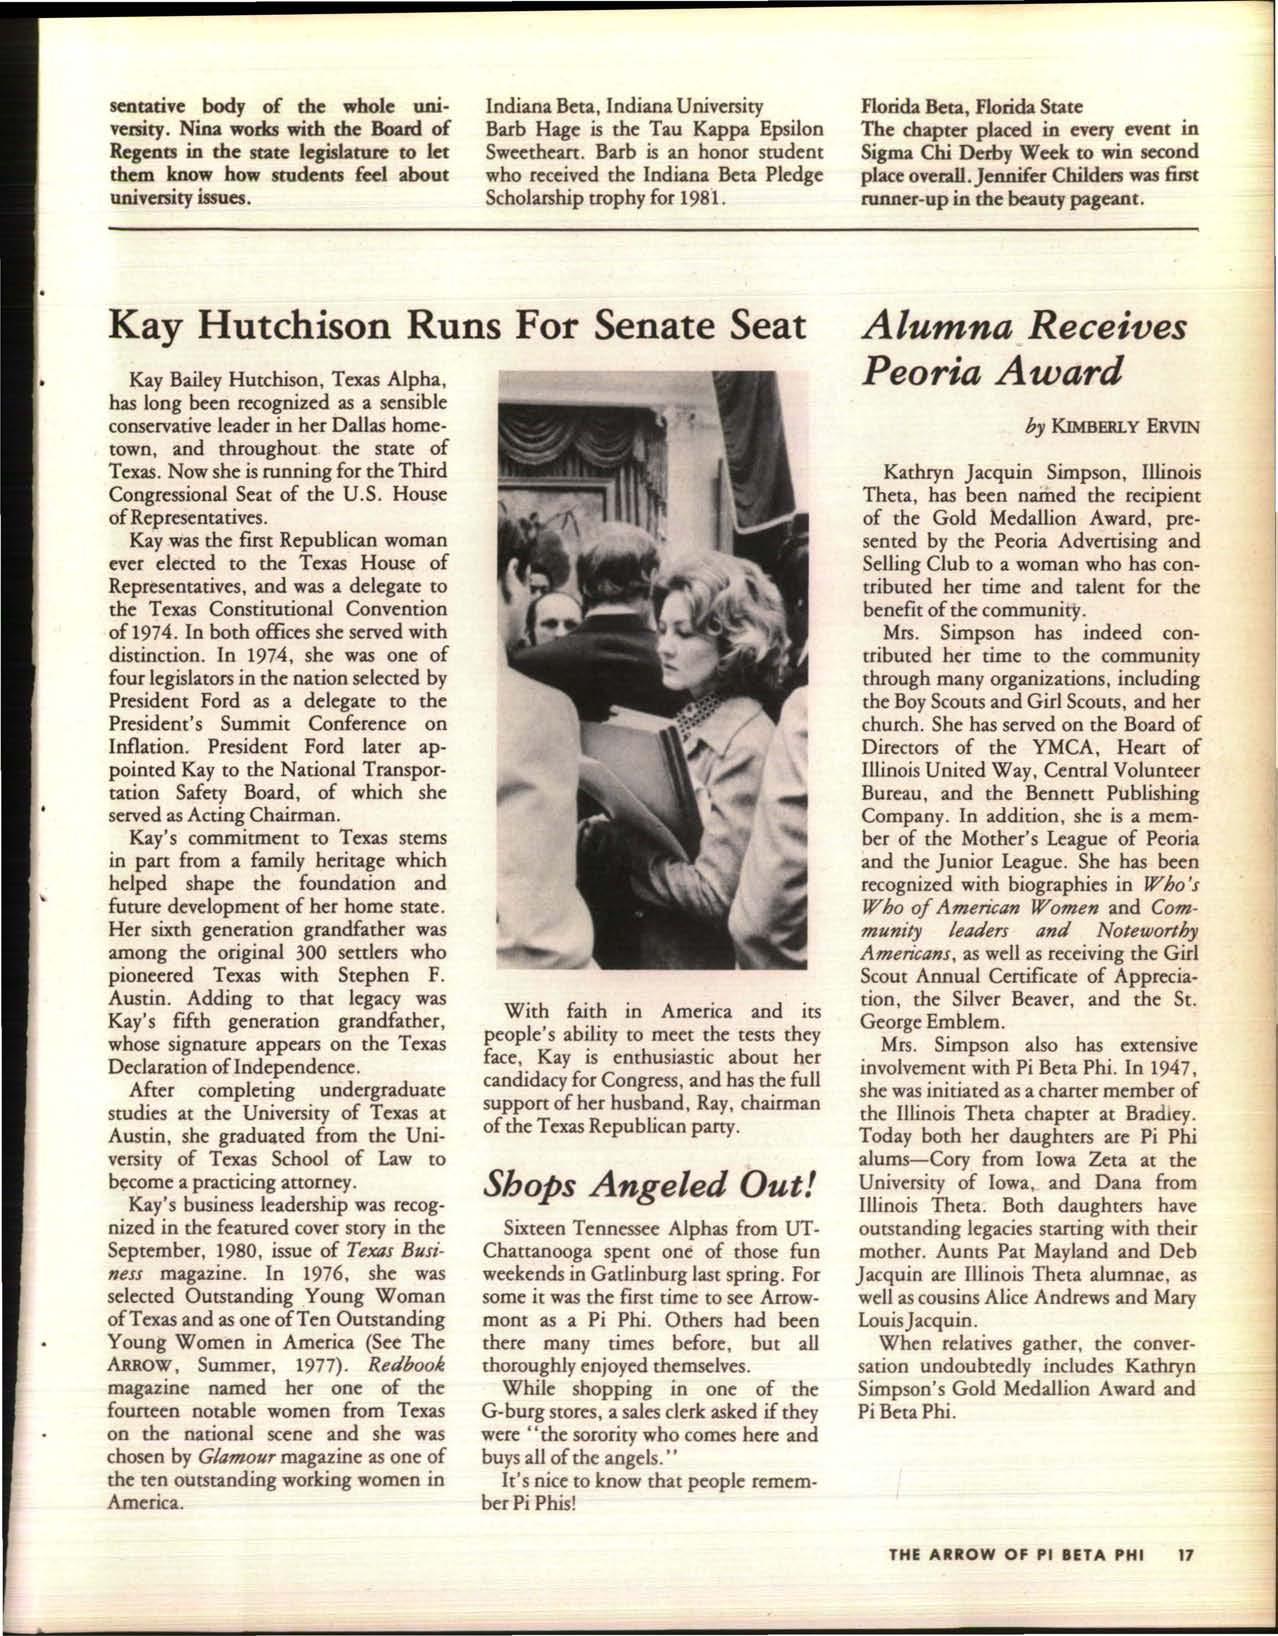 sentative body of the whole uni-
versity. Nina works with the Board of
Regents in the state legislature to let
them know how students feel about
university issues.
Indiana Beta, Indiana University
Barb Hage is the Tau Kappa Epsilon
Sweetheart. Barb is an honor student
who received the Indiana Beta Pledge
Scholarship trophy for 1981.
Florida Beta, Florida State
The chapter placed in every event in
Sigma Chi Derby Week to win second
place overall. Jennifer Childers was first
runner-up in the beauty pageant.
Kay Hutchison Runs For Senate Seat
Kay Bailey Hutchison, Texas Alpha,
has long been recognized as a sensible
conservative leader in her Dallas home-
town, and throughout the state of
Texas. Now she is running for the Third
Congressional Seat of the U.S. House
of Representatives.
Kay was the first Republican woman
ever elected to the Texas House of
Representatives, and was a delegate to
the Texas Constitutional Convention
of 1974. In both offices she served with
distinction. In 1974, she was one of
four legislators in the nation selected by
President Ford as a delegate to the
President's Summit Conference on
Inflation. President Ford later ap-
pointed Kay to the National Transpor-
tation Safety Board, of which she
served as Acting Chairman.
Kay's commitment to Texas stems
in part from a family heritage which
helped shape the foundation and
future development of her home state.
Her sixth generation grandfather was
among the original 300 settlers who
pioneered Texas with Stephen F.
Austin. Adding to that legacy was
Kay's fifth generation grandfather,
whose signature appears on the Texas
Declaration of Independence.
After completing undergraduate
studies at the University of Texas at
Austin, she graduated from the Uni-
versity of Texas School of Law to
become a practicing attorney.
Kay's business leadership was recog-
nized in the featured cover story in the
September, 1980, issue of Texas Busi-
ness magazine. In 1976, she was
selected Outstanding Young Woman
of Texas and as one of Ten Outstanding
Young Women in America (See The
ARROW, Summer, 1977). Redbook
magazine named her one of the
fourteen notable women from Texas
on the national scene and she was
chosen by Glamour magazine as one of
the ten outstanding working women in
America.
With faith in America and its
people's ability to meet the tests they
face, Kay is enthusiastic about her
candidacy for Congress, and has the full
support of her husband, Ray, chairman
of the Texas Republican party.
Shops Angeled Out!
Sixteen Tennessee Alphas from UT-
Chattanooga spent one of those fun
weekends in Gatlinburg last spring. For
some it was the first time to see Arrow-
mont as a Pi Phi. Others had been
there many times before, but all
thoroughly enjoyed themselves.
While shopping in one of the
G-burg stores, a sales clerk asked if they
were "the sorority who comes here and
buys all of the angels."
It's nice to know that people remem-
ber Pi Phis!
Alumna Receives
Peoria Award
by KIMBERLY ERVIN
Kathryn Jacquin Simpson, Illinois
Theta, has been named the recipient
of the Gold Medallion Award, pre-
sented by the Peoria Advertising and
Selling Club to a woman who has con-
tributed her time and talent for the
benefit of the community.
Mrs. Simpson has indeed con-
tributed her time to the community
through many organizations, including
the Boy Scouts and Girl Scouts, and her
church. She has served on the Board of
Directors of the YMCA, Heart of
Illinois United Way, Central Volunteer
Bureau, and the Bennett Publishing
Company. In addition, she is a mem-
ber of the Mother's League of Peoria
and the Junior League. She has been
recognized with biographies in Who's
Who of American Women and Com-
munity leaders and Noteworthy
Americans, as well as receiving the Girl
Scout Annual Certificate of Apprecia-
tion, the Silver Beaver, and the St.
George Emblem.
Mrs. Simpson also has extensive
involvement with Pi Beta Phi. In 1947,
she was initiated as a charter member of
the Illinois Theta chapter at Bradley.
Today both her daughters are Pi Phi
alums—Cory from Iowa Zeta at the
University of Iowa, and Dana from
Illinois Theta. Both daughters have
outstanding legacies starting with their
mother. Aunts Pat Mayland and Deb
Jacquin are Illinois Theta alumnae, as
well as cousins Alice Andrews and Mary
Louis Jacquin.
When relatives gather, the conver-
sation undoubtedly includes Kathryn
Simpson's Gold Medallion Award and
Pi Beta Phi.
THE ARROW OF PI BETA PHI 17